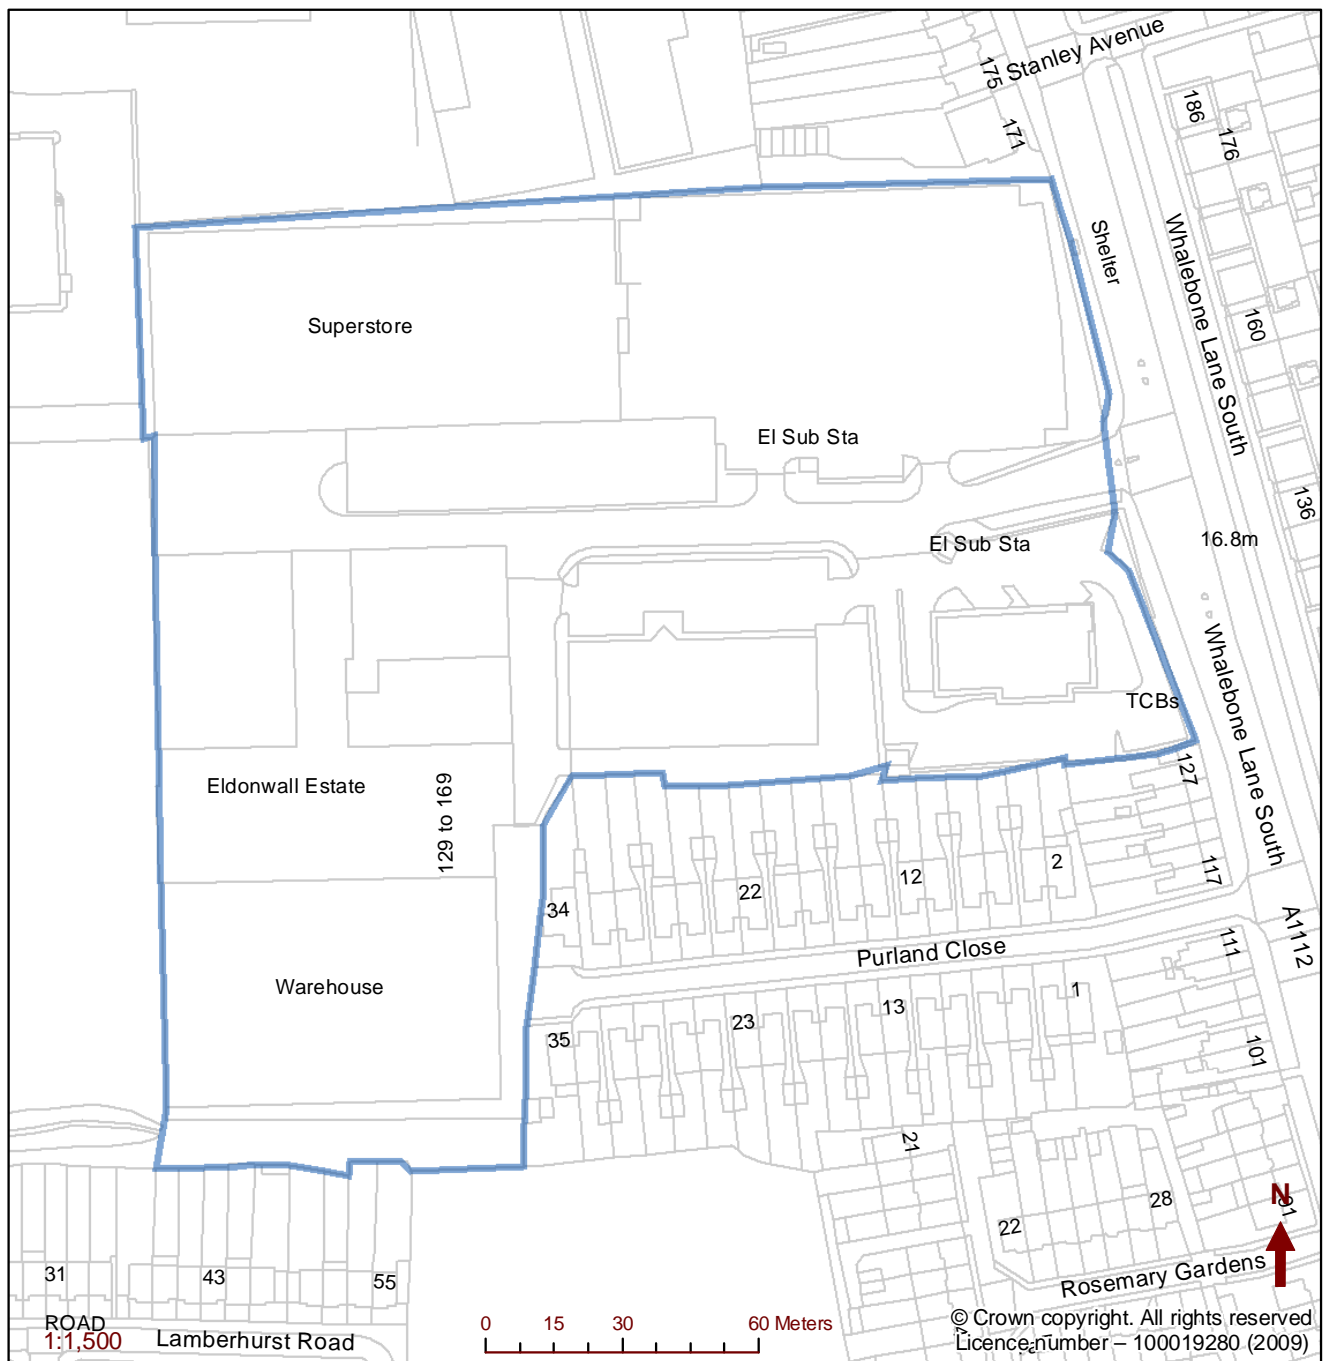 Stanley Avenue
175
171
186
176
Shelter
Whalebone Lane South
160
Superstore
El Sub Sta
136
16.8m
El Sub Sta
Whalebone Lane South
TCBs
127
Eldonwall Estate
129 to 169
117
2
12
22
34
A1112
111
Purland Close
Warehouse
1
13
23
35
101
21
N
91
28
22
31
43
55
Rosemary Gardens
ROAD
1:1,500
Lamberhurst Road
0 15 30 60 Meters
© Crown copyright. All rights reserved
Licence number – 100019280 (2009)